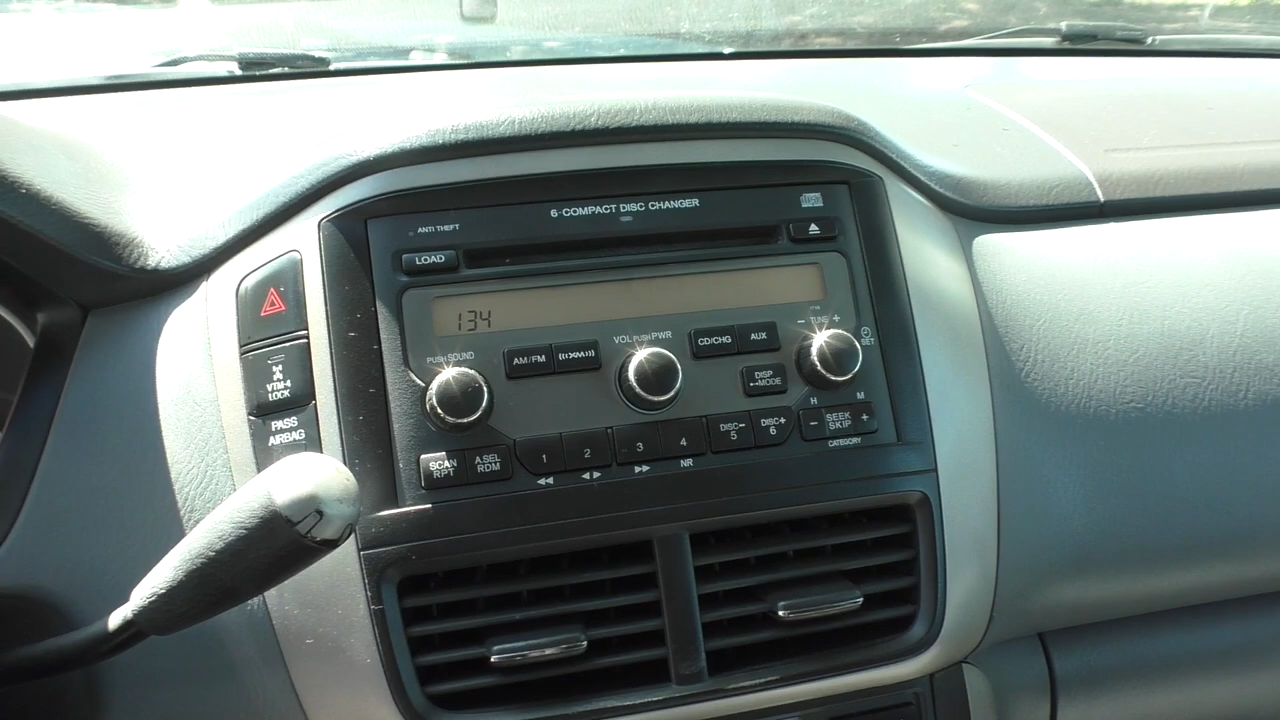 6-COMPACT DISC CHANGER
ANTI THEFT
LOAD
134
TUNE
− +
SET
PUSH SOUND
AM/FM
((XM))
VOL PUSH PWR
CD/CHG
AUX
DISP
MODE
VTM-4
LOCK
PASS
AIRBAG
H
M
− SEEK
SKIP +
CATEGORY
SCAN
RPT
A.SEL
RDM
1
2
3
4
NR
DISC−
5
DISC+
6